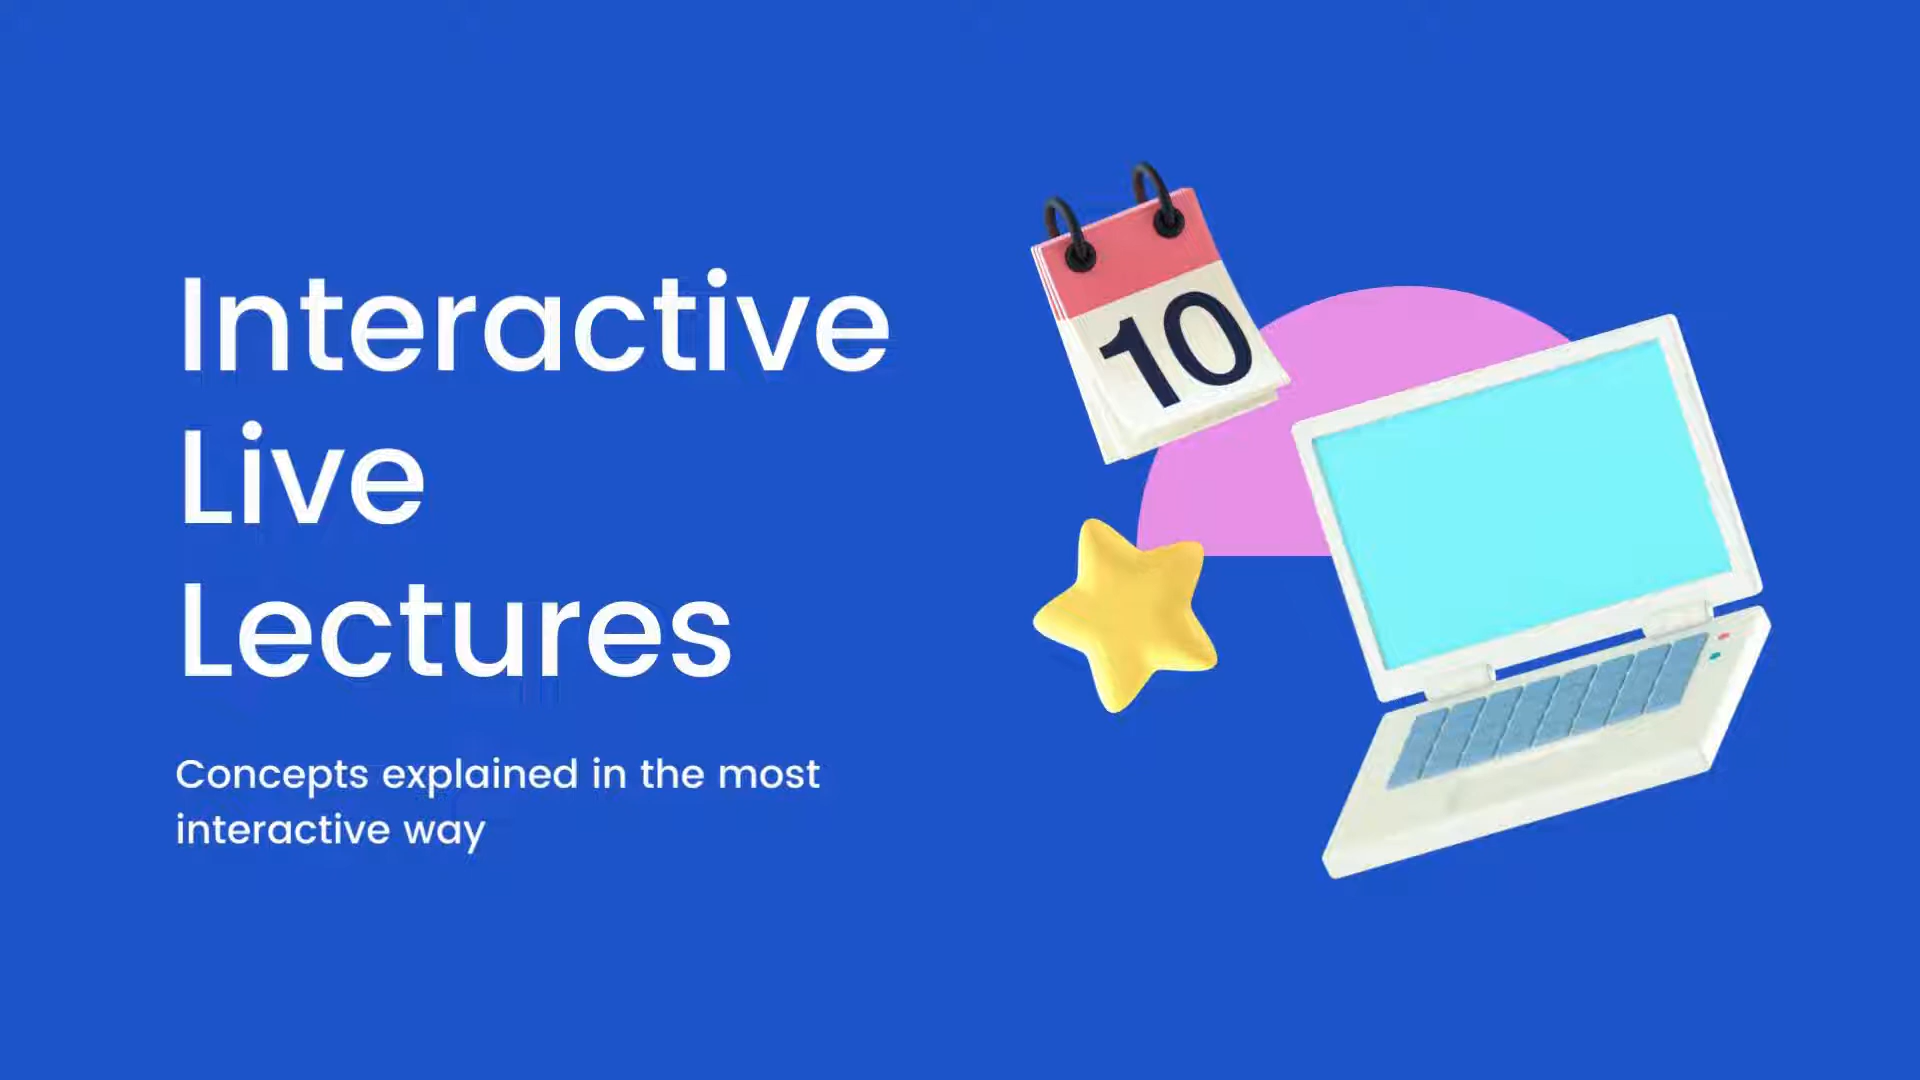 Interactive
Live
Lectures
Concepts explained in the most
interactive way
10